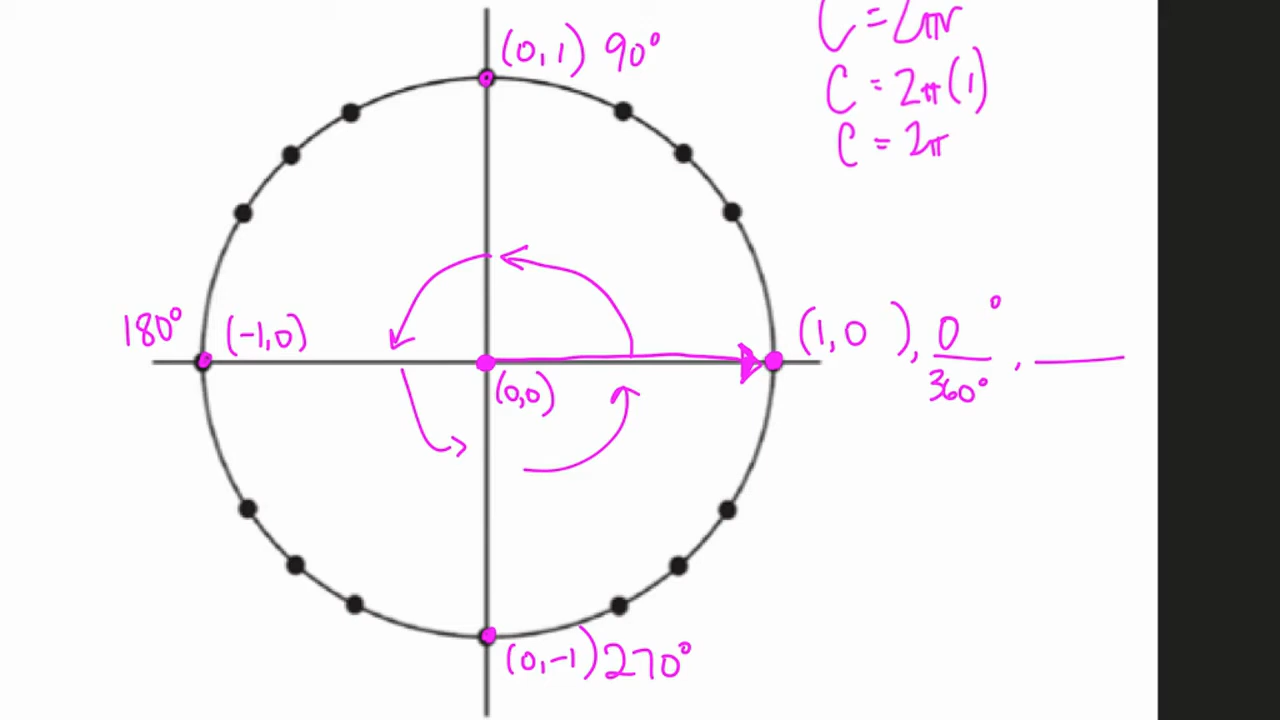 C = 2πr
C = 2π(1)
C = 2π
(0,1) 90°
180° (-1,0)
(0,0)
(1,0), 0°, ____
360°
(0,-1) 270°